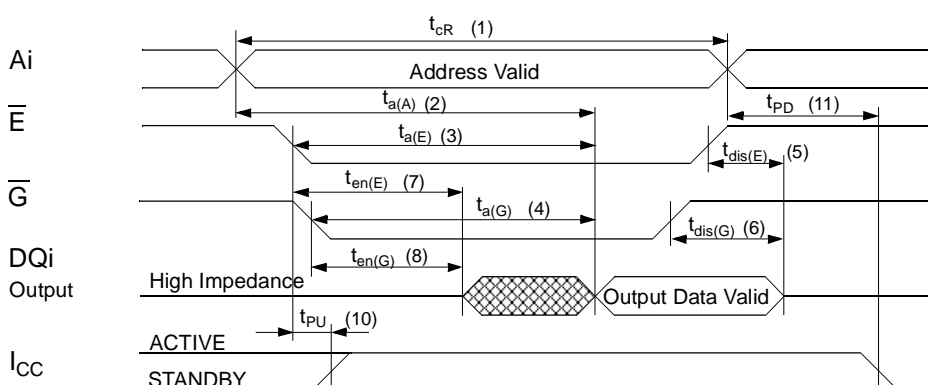 t_cR (1)
Ai
Address Valid
t_a(A) (2)
t_PD (11)
E̅
t_a(E) (3)
t_dis(E) (5)
t_en(E) (7)
G̅
t_a(G) (4)
t_dis(G) (6)
t_en(G) (8)
DQi
Output
High Impedance
Output Data Valid
t_PU (10)
ACTIVE
I_CC
STANDBY